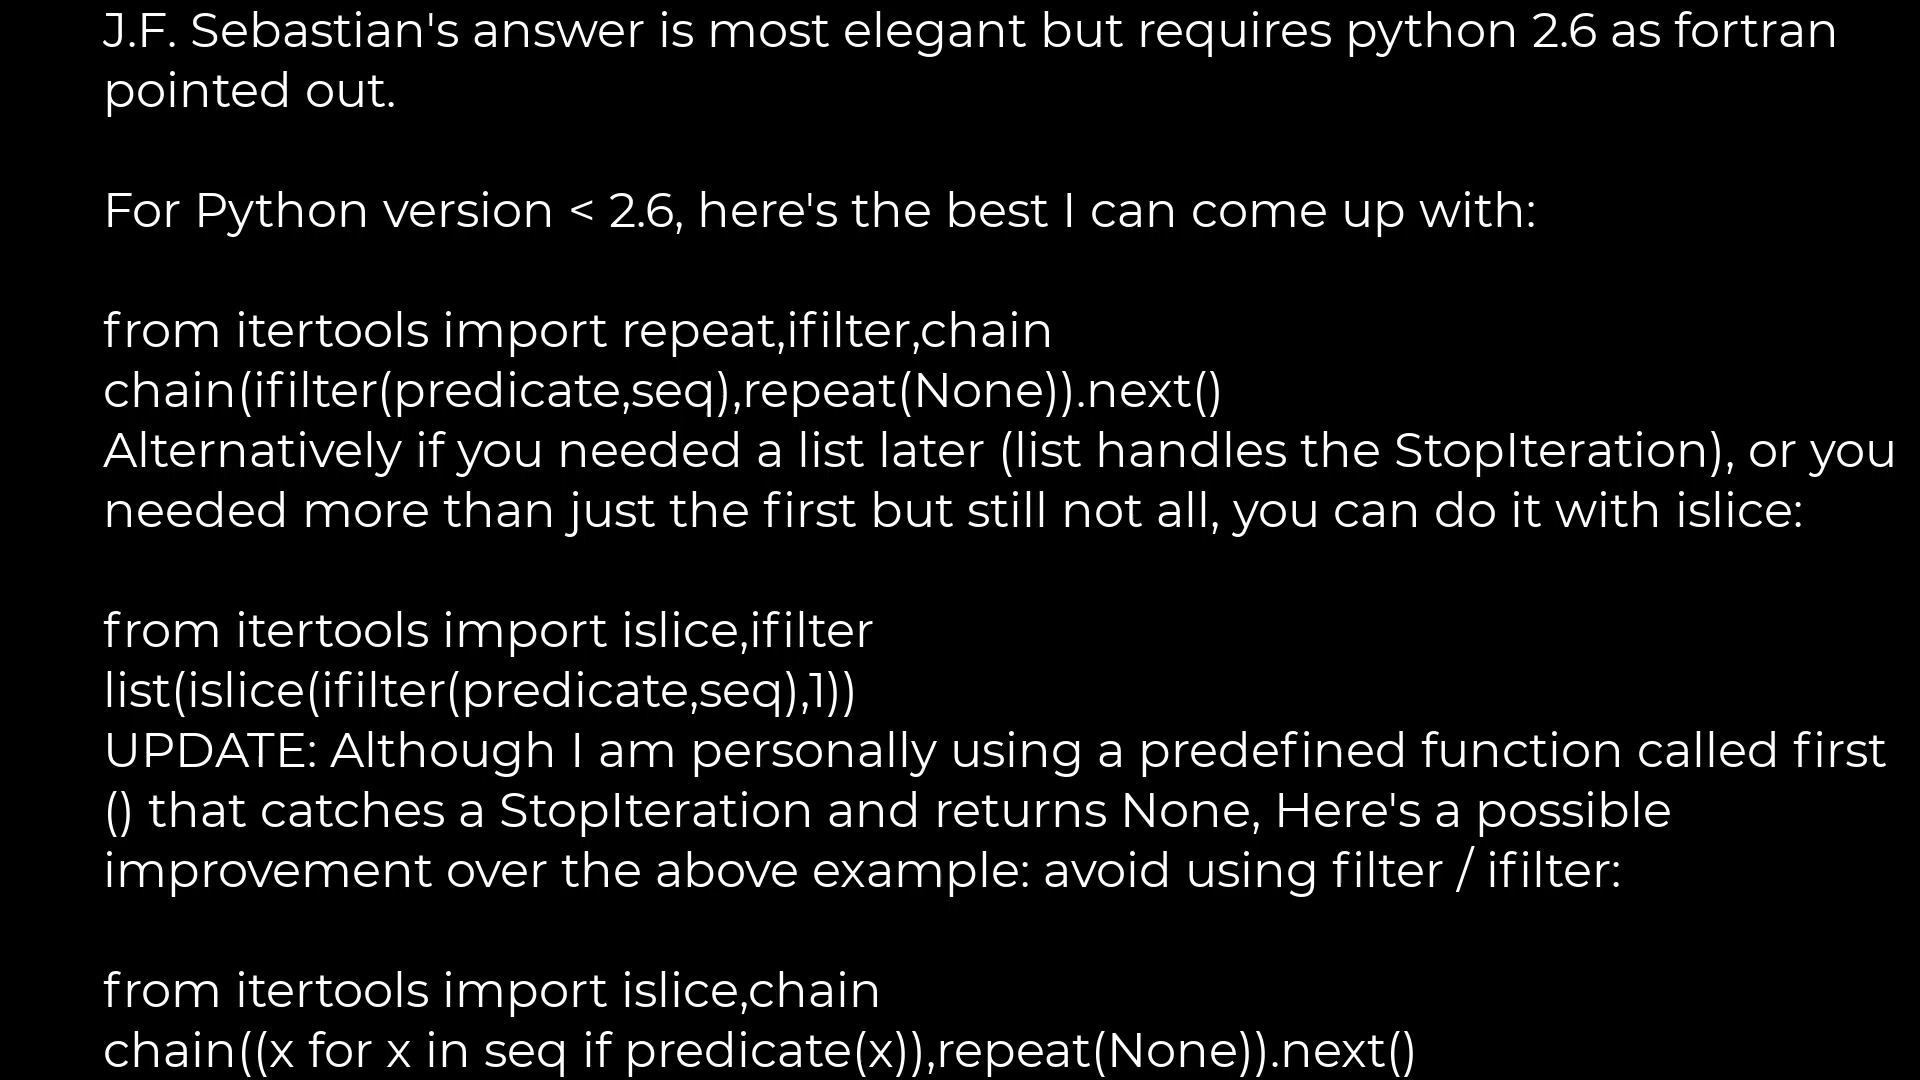 J.F. Sebastian's answer is most elegant but requires python 2.6 as fortran
pointed out.
For Python version < 2.6, here's the best I can come up with:
from itertools import repeat,ifilter,chain
chain(ifilter(predicate,seq),repeat(None)).next()
Alternatively if you needed a list later (list handles the StopIteration), or you
needed more than just the first but still not all, you can do it with islice:
from itertools import islice,ifilter
list(islice(ifilter(predicate,seq),1))
UPDATE: Although I am personally using a predefined function called first
() that catches a StopIteration and returns None, Here's a possible
improvement over the above example: avoid using filter / ifilter:
from itertools import islice,chain
chain((x for x in seq if predicate(x)),repeat(None)).next()